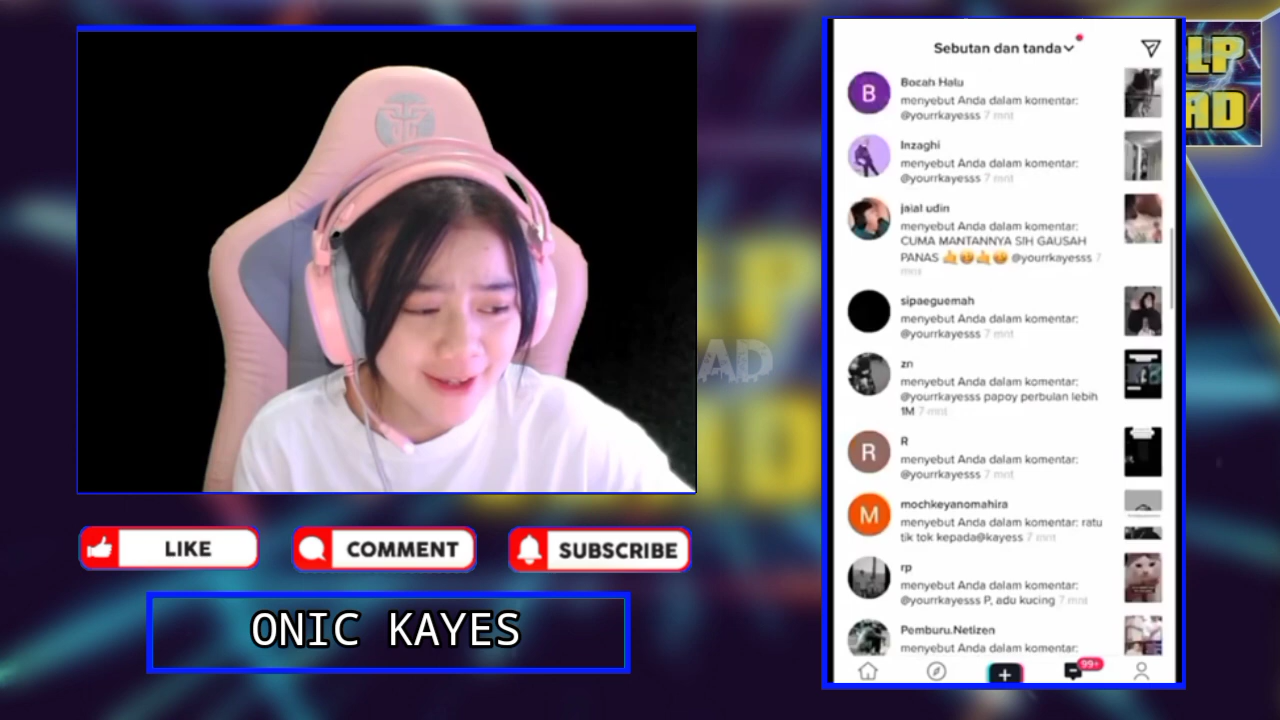 LIKE
COMMENT
SUBSCRIBE
ONIC KAYES
AD
LP
AD
Sebutan dan tanda
B
Bocah Halu
menyebut Anda dalam komentar:
@yourrkayesss 7 mnt
Inzaghi
menyebut Anda dalam komentar:
@yourrkayesss 7 mnt
jaial udin
menyebut Anda dalam komentar:
CUMA MANTANNYA SIH GAUSAH
PANAS 🤙😡🤙😡 @yourrkayesss 7
mnt
sipaeguemah
menyebut Anda dalam komentar:
@yourrkayesss 7 mnt
zn
menyebut Anda dalam komentar:
@yourrkayesss papoy perbulan lebih
1M 7 mnt
R
R
menyebut Anda dalam komentar:
@yourrkayesss 7 mnt
M
mochkeyanomahira
menyebut Anda dalam komentar: ratu
tik tok kepada@kayess 7 mnt
rp
menyebut Anda dalam komentar:
@yourrkayesss P, adu kucing 7 mnt
Pemburu.Netizen
menyebut Anda dalam komentar:
99+